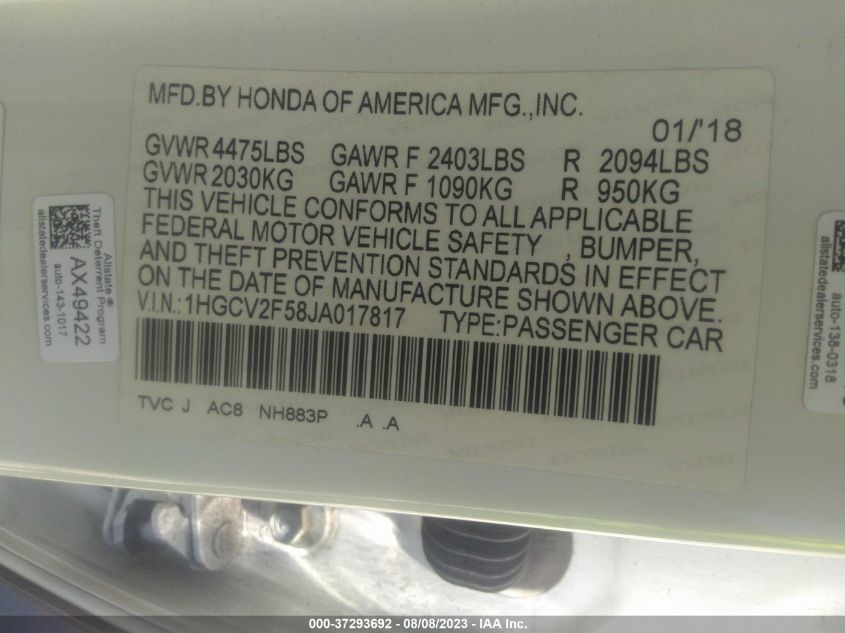 MFD.BY HONDA OF AMERICA MFG.,INC.
01/'18
GVWR 4475LBS GAWR F 2403LBS R 2094LBS
GVWR 2030KG GAWR F 1090KG R 950KG
THIS VEHICLE CONFORMS TO ALL APPLICABLE
FEDERAL MOTOR VEHICLE SAFETY , BUMPER,
AND THEFT PREVENTION STANDARDS IN EFFECT
ON THE DATE OF MANUFACTURE SHOWN ABOVE.
V.I.N.:1HGCV2F58JA017817 TYPE:PASSENGER CAR
TVC J AC8 NH883P .A .A
Allstate®
Theft Deterrent Program
allstatedealerservices.com
AX49422
auto-143-1017
allstatedealerservices.com
auto-138-0318
000-37293692 - 08/08/2023 - IAA Inc.